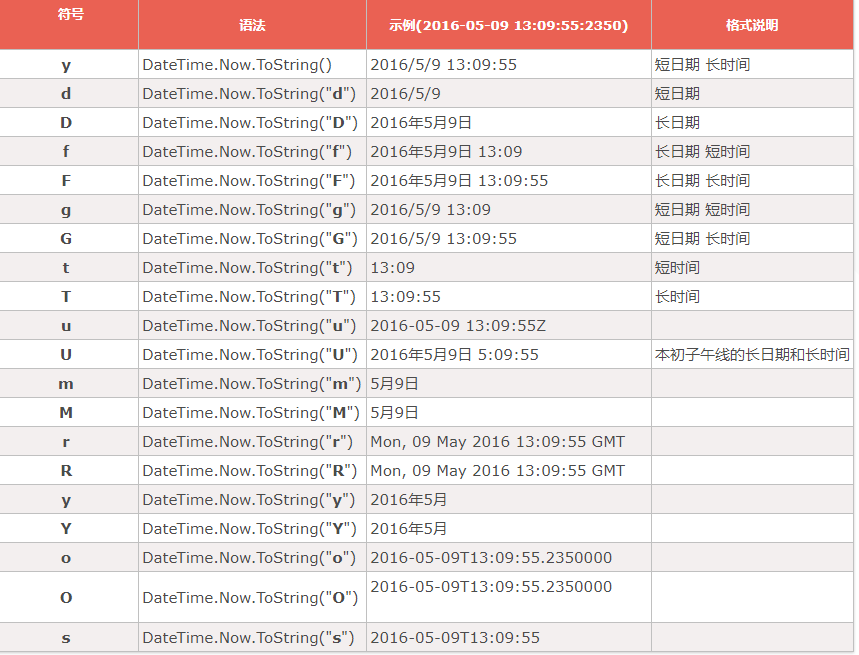 符号 语法 示例(2016-05-09 13:09:55:2350) 格式说明
y DateTime.Now.ToString() 2016/5/9 13:09:55 短日期 长时间
d DateTime.Now.ToString("d") 2016/5/9 短日期
D DateTime.Now.ToString("D") 2016年5月9日 长日期
f DateTime.Now.ToString("f") 2016年5月9日 13:09 长日期 短时间
F DateTime.Now.ToString("F") 2016年5月9日 13:09:55 长日期 长时间
g DateTime.Now.ToString("g") 2016/5/9 13:09 短日期 短时间
G DateTime.Now.ToString("G") 2016/5/9 13:09:55 短日期 长时间
t DateTime.Now.ToString("t") 13:09 短时间
T DateTime.Now.ToString("T") 13:09:55 长时间
u DateTime.Now.ToString("u") 2016-05-09 13:09:55Z
U DateTime.Now.ToString("U") 2016年5月9日 5:09:55 本初子午线的长日期和长时间
m DateTime.Now.ToString("m") 5月9日
M DateTime.Now.ToString("M") 5月9日
r DateTime.Now.ToString("r") Mon, 09 May 2016 13:09:55 GMT
R DateTime.Now.ToString("R") Mon, 09 May 2016 13:09:55 GMT
y DateTime.Now.ToString("y") 2016年5月
Y DateTime.Now.ToString("Y") 2016年5月
o DateTime.Now.ToString("o") 2016-05-09T13:09:55.2350000
O DateTime.Now.ToString("O") 2016-05-09T13:09:55.2350000
s DateTime.Now.ToString("s") 2016-05-09T13:09:55